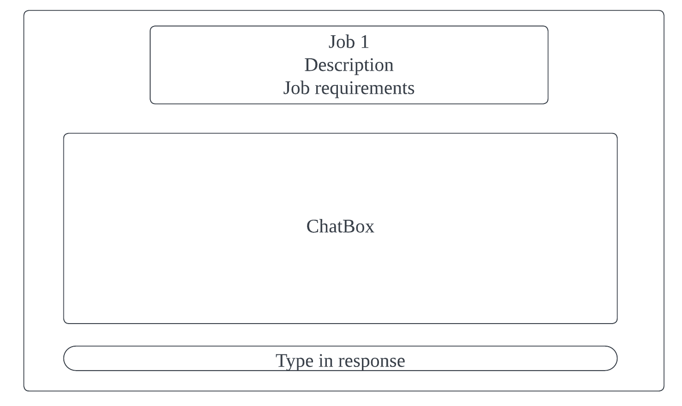 Job 1
Description
Job requirements
ChatBox
Type in response